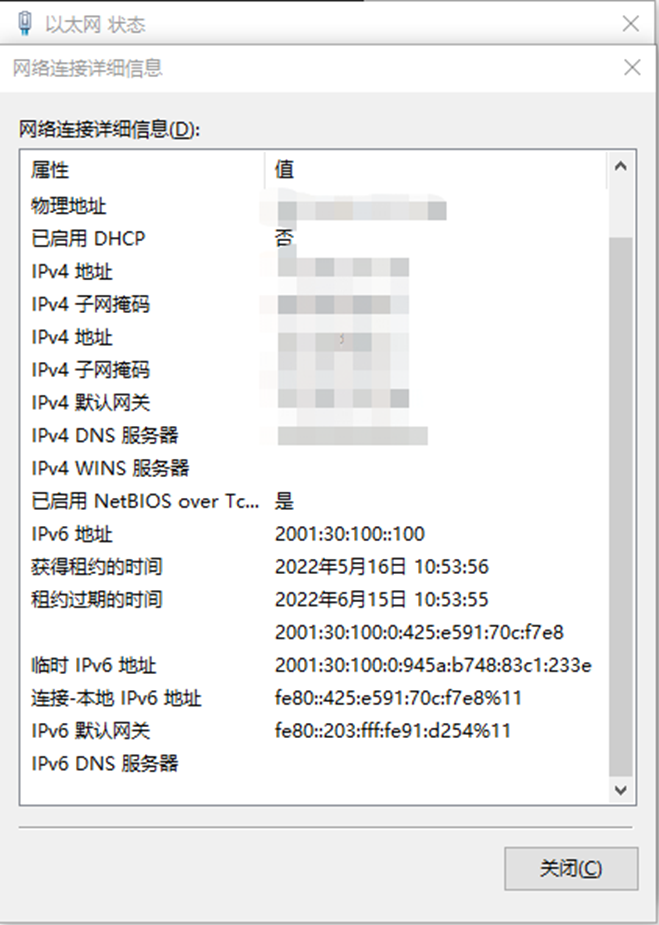 以太网 状态
网络连接详细信息
网络连接详细信息(D):
属性 值
物理地址
已启用 DHCP 否
IPv4 地址
IPv4 子网掩码
IPv4 地址
IPv4 子网掩码
IPv4 默认网关
IPv4 DNS 服务器
IPv4 WINS 服务器
已启用 NetBIOS over Tc... 是
IPv6 地址 2001:30:100::100
获得租约的时间 2022年5月16日 10:53:56
租约过期的时间 2022年6月15日 10:53:55
2001:30:100:0:425:e591:70c:f7e8
临时 IPv6 地址 2001:30:100:0:945a:b748:83c1:233e
连接-本地 IPv6 地址 fe80::425:e591:70c:f7e8%11
IPv6 默认网关 fe80::203:fff:fe91:d254%11
IPv6 DNS 服务器
关闭(C)